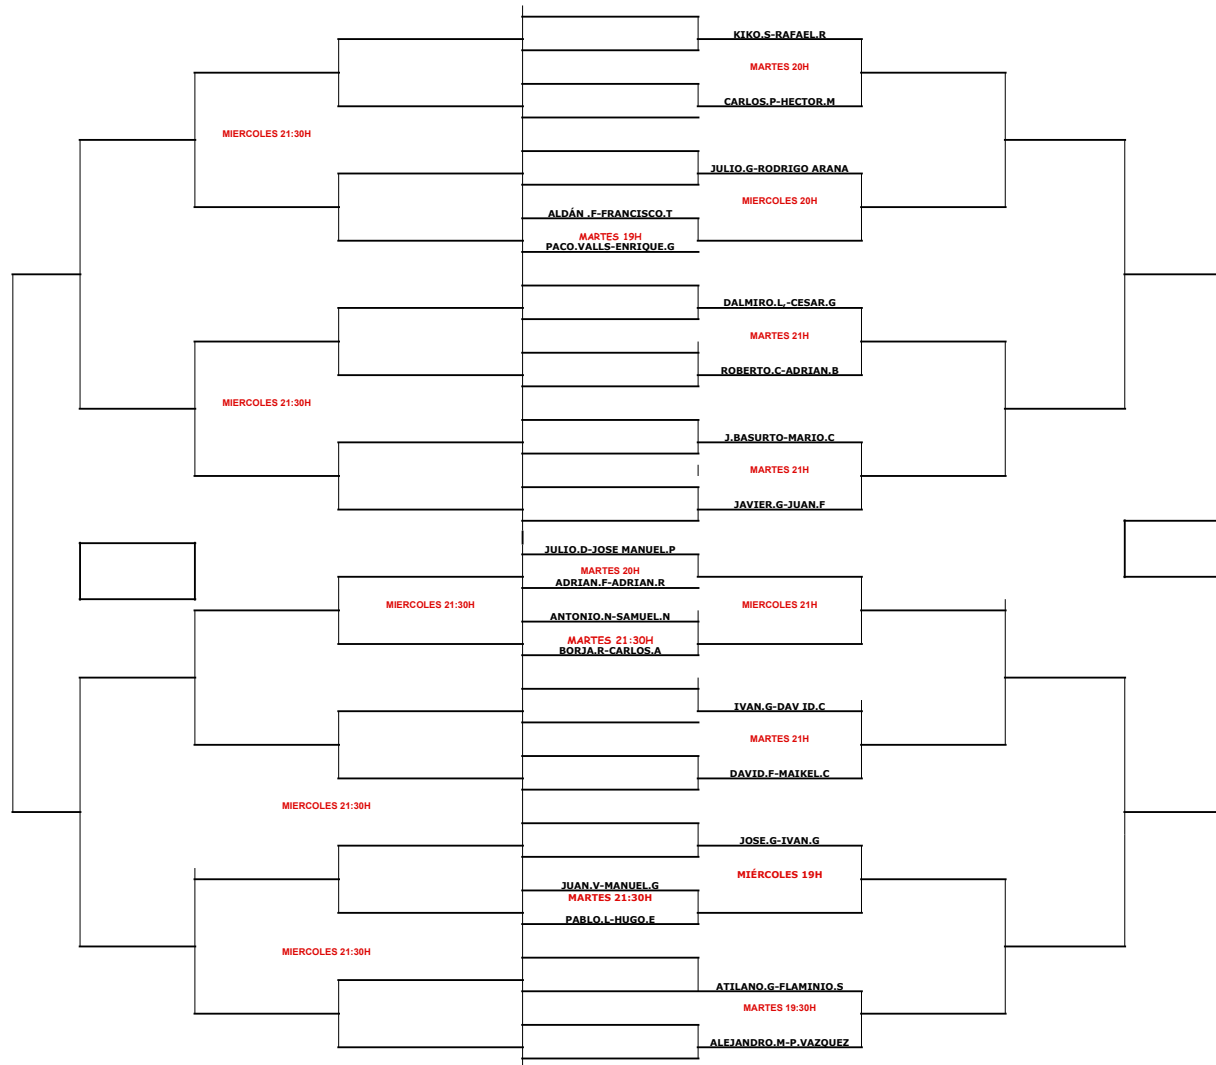 KIKO.S-RAFAEL.R
MARTES 20H
CARLOS.P-HECTOR.M
MIERCOLES 21:30H
JULIO.G-RODRIGO ARANA
MIERCOLES 20H
ALDÁN .F-FRANCISCO.T
MARTES 19H
PACO.VALLS-ENRIQUE.G
DALMIRO.L,-CESAR.G
MARTES 21H
ROBERTO.C-ADRIAN.B
MIERCOLES 21:30H
J.BASURTO-MARIO.C
MARTES 21H
JAVIER.G-JUAN.F
JULIO.D-JOSE MANUEL.P
MARTES 20H
ADRIAN.F-ADRIAN.R
MIERCOLES 21:30H
MIERCOLES 21H
ANTONIO.N-SAMUEL.N
MARTES 21:30H
BORJA.R-CARLOS.A
IVAN.G-DAV ID.C
MARTES 21H
DAVID.F-MAIKEL.C
MIERCOLES 21:30H
JOSE.G-IVAN.G
MIÉRCOLES 19H
JUAN.V-MANUEL.G
MARTES 21:30H
PABLO.L-HUGO.E
MIERCOLES 21:30H
ATILANO.G-FLAMINIO.S
MARTES 19:30H
ALEJANDRO.M-P.VAZQUEZ